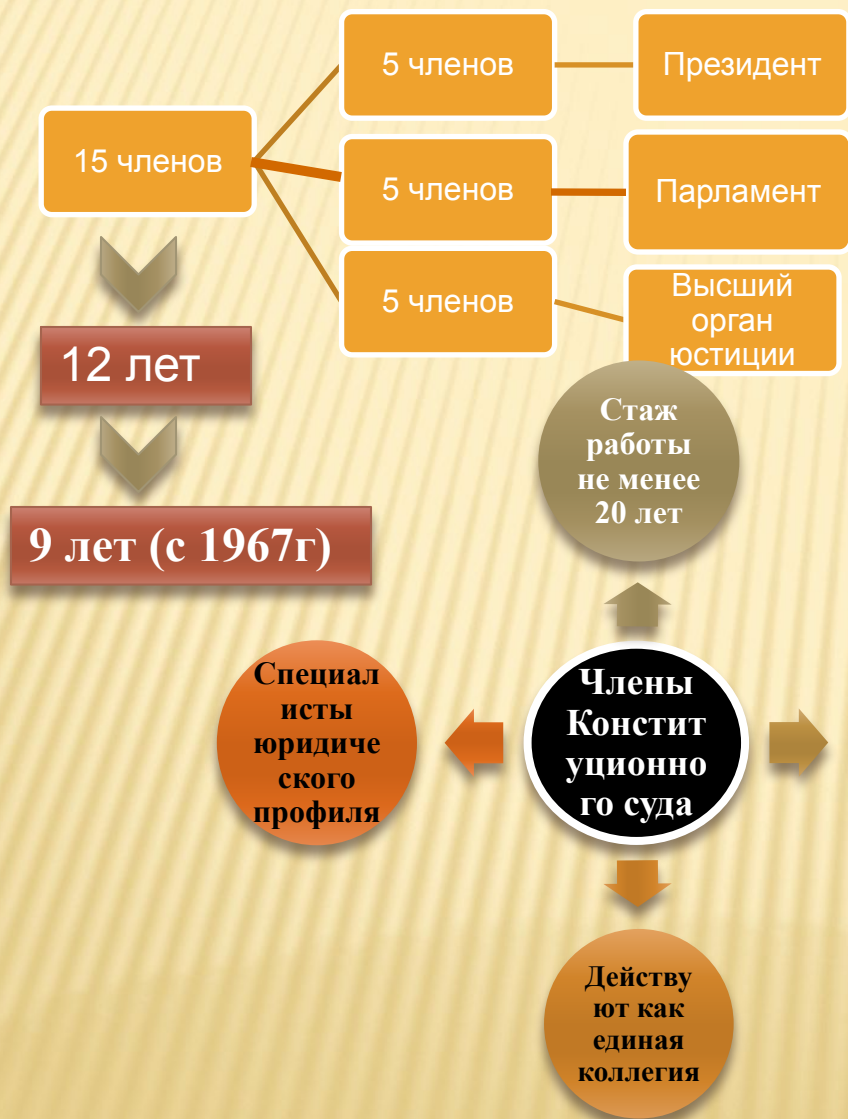 5 членов
Президент
15 членов
5 членов
Парламент
5 членов
Высший
орган
юстиции
12 лет
9 лет (с 1967г)
Стаж
работы
не менее
20 лет
Специал
исты
юридиче
ского
профиля
Члены
Констит
уционно
го суда
Действу
ют как
единая
коллегия